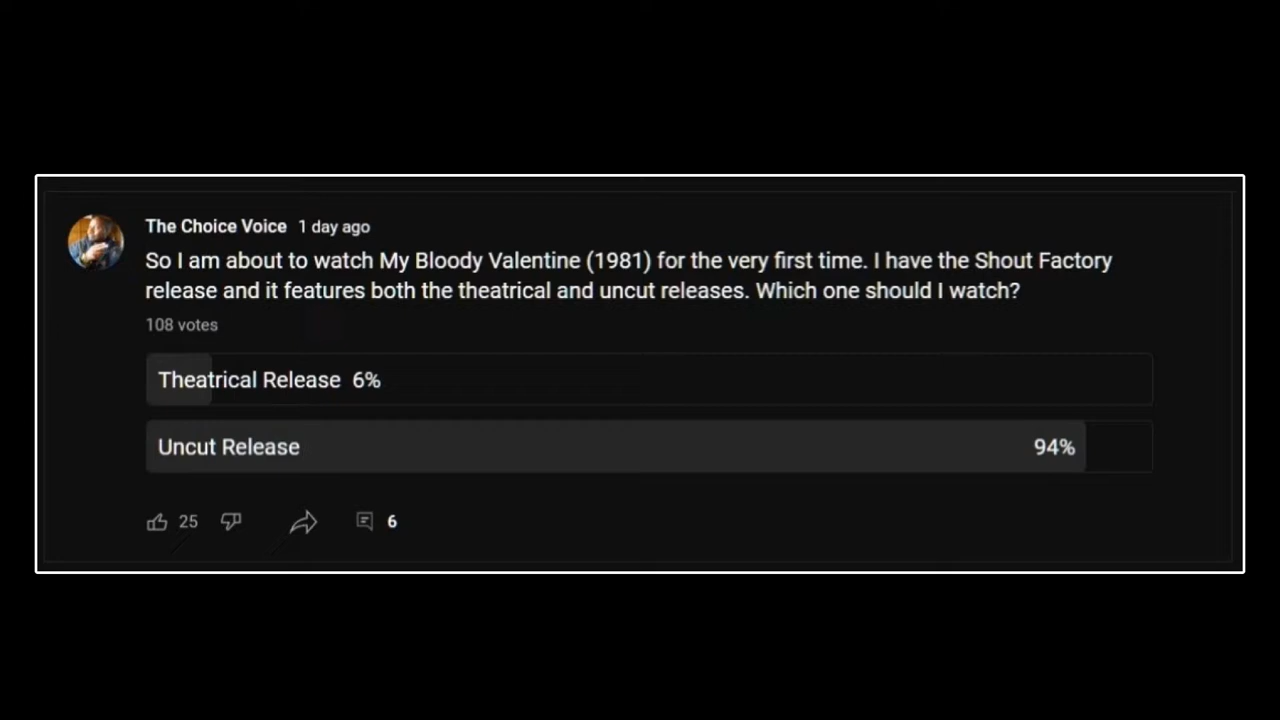 The Choice Voice 1 day ago
So I am about to watch My Bloody Valentine (1981) for the very first time. I have the Shout Factory
release and it features both the theatrical and uncut releases. Which one should I watch?
108 votes
Theatrical Release 6%
Uncut Release 94%
25 6